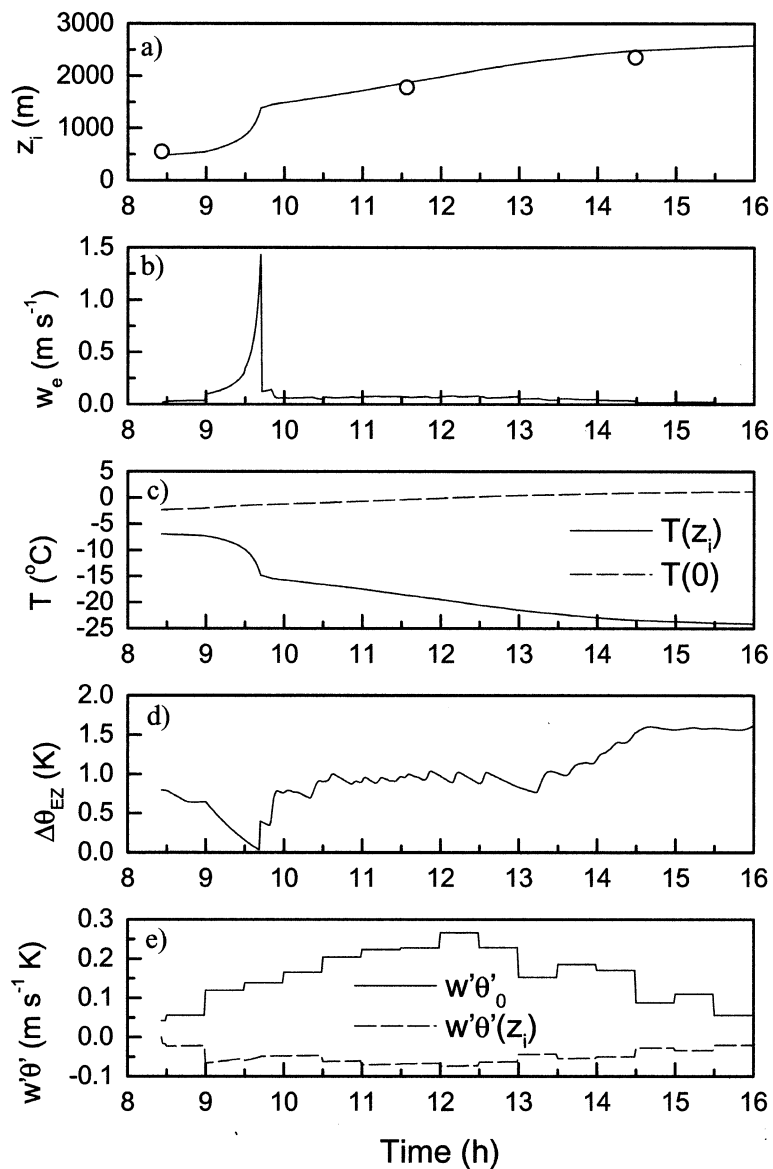 a)
3000
2000
1000
0
z_i (m)
8 9 10 11 12 13 14 15 16
b)
1.5
1.0
0.5
0.0
w_e (m s⁻¹)
8 9 10 11 12 13 14 15 16
c)
5
0
-5
-10
-15
-20
-25
T (°C)
T(z_i)
T(0)
8 9 10 11 12 13 14 15 16
d)
2.0
1.5
1.0
0.5
0.0
Δθ_EZ (K)
8 9 10 11 12 13 14 15 16
e)
0.3
0.2
0.1
0.0
-0.1
w'θ' (m s⁻¹ K)
w'θ'₀
w'θ'(z_i)
8 9 10 11 12 13 14 15 16
Time (h)